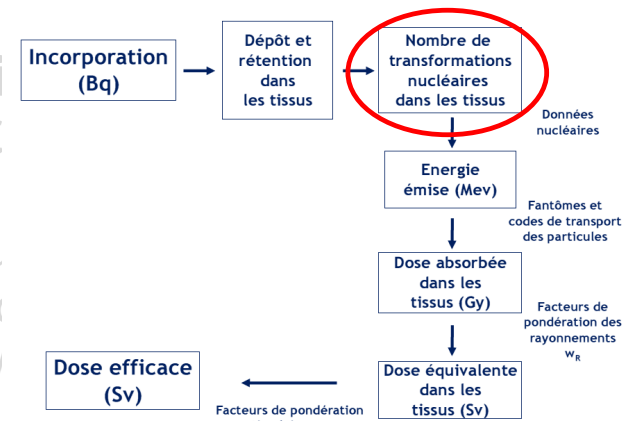 Incorporation
(Bq)
Dépôt et
rétention
dans
les tissus
Nombre de
transformations
nucléaires
dans les tissus
Données
nucléaires
Energie
émise (Mev)
Fantômes et
codes de transport
des particules
Dose absorbée
dans les
tissus (Gy)
Facteurs de
pondération des
rayonnements
wR
Dose équivalente
dans les
tissus (Sv)
Facteurs de pondération
Dose efficace
(Sv)